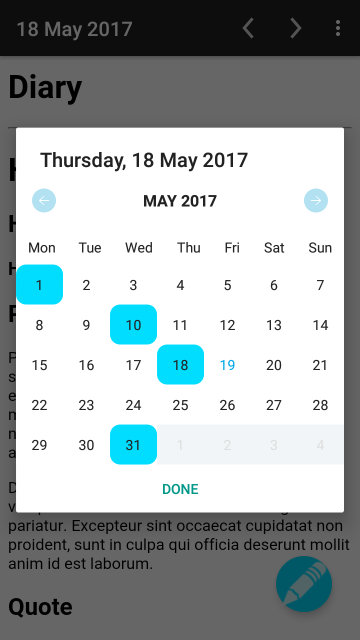 18 May 2017
Diary
Thursday, 18 May 2017
MAY 2017
Mon Tue Wed Thu Fri Sat Sun
1 2 3 4 5 6 7
8 9 10 11 12 13 14
15 16 17 18 19 20 21
22 23 24 25 26 27 28
29 30 31 1 2 3 4
DONE
pariatur. Excepteur sint occaecat cupidatat non
proident, sunt in culpa qui officia deserunt mollit
anim id est laborum.
Quote